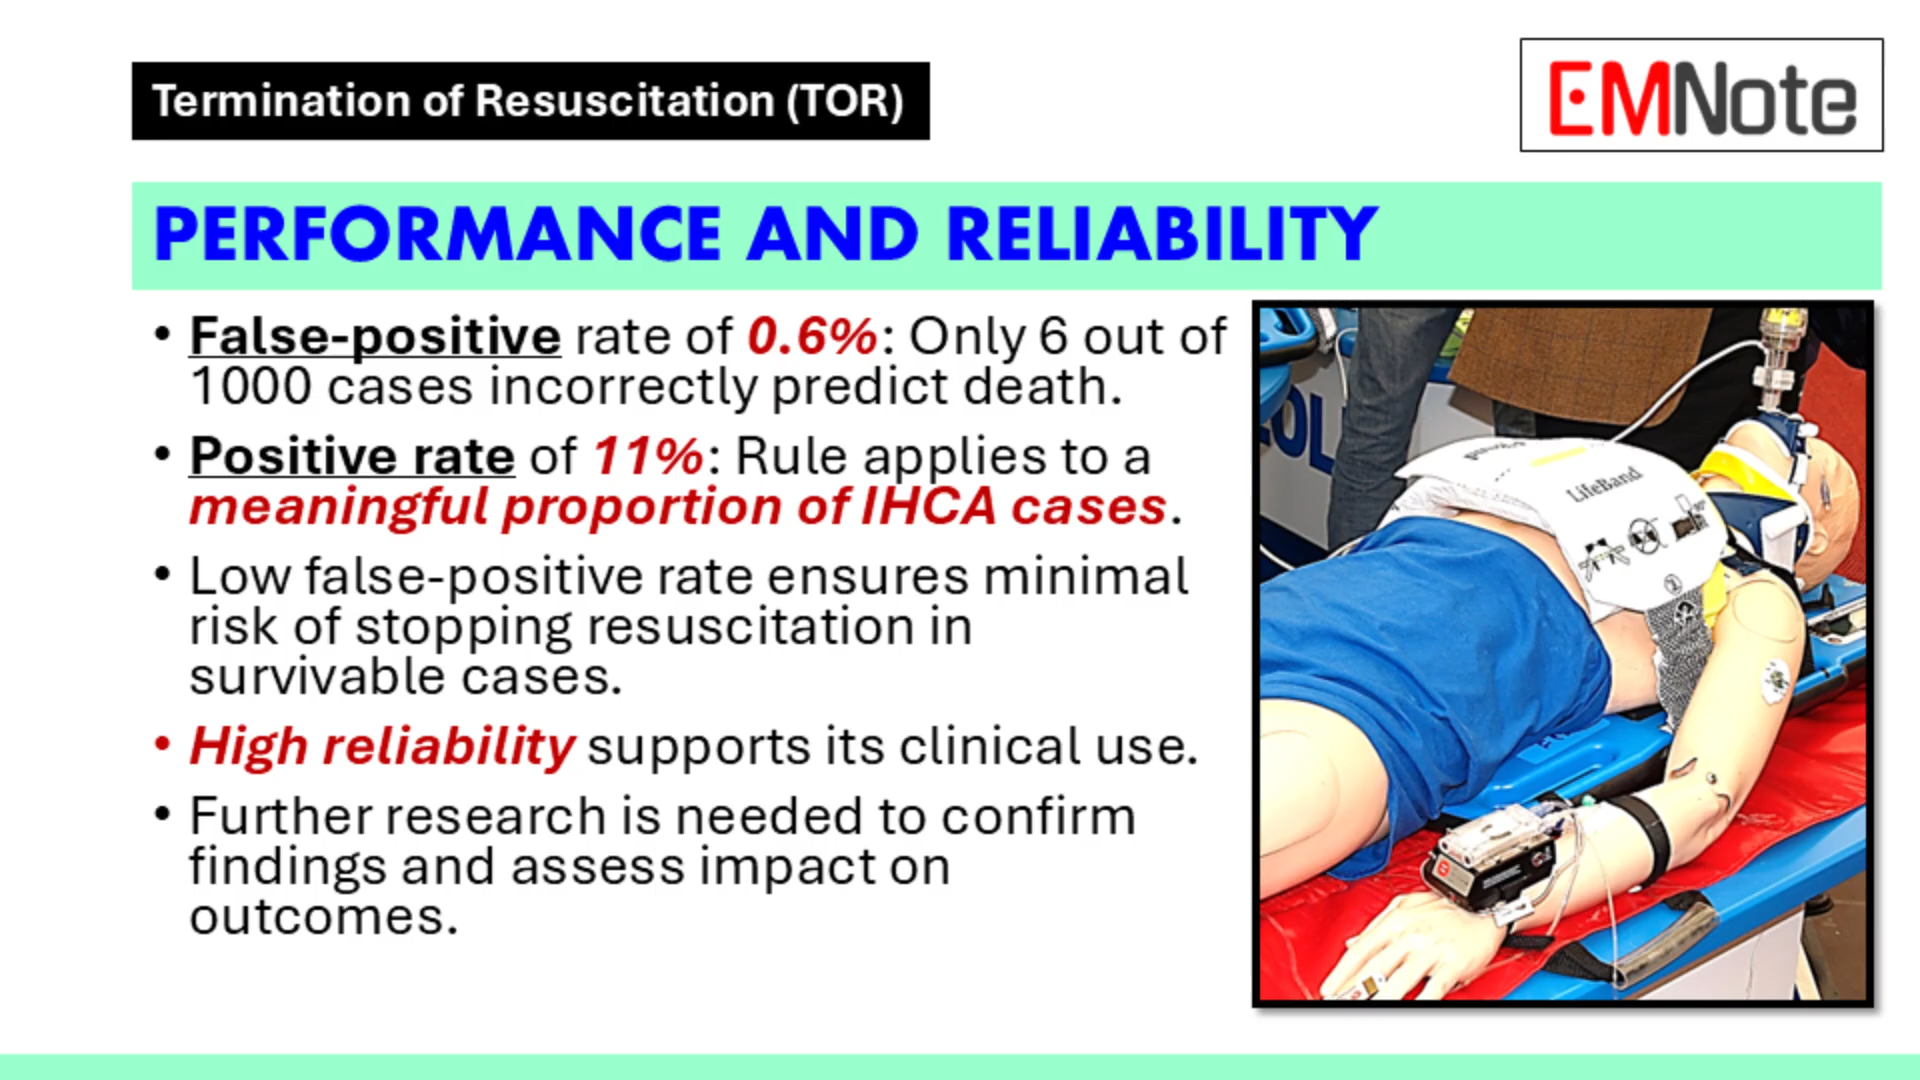 Termination of Resuscitation (TOR)
EMNote
PERFORMANCE AND RELIABILITY
• False-positive rate of 0.6%: Only 6 out of
1000 cases incorrectly predict death.
• Positive rate of 11%: Rule applies to a
meaningful proportion of IHCA cases.
• Low false-positive rate ensures minimal
risk of stopping resuscitation in
survivable cases.
• High reliability supports its clinical use.
• Further research is needed to confirm
findings and assess impact on
outcomes.
LifeBand